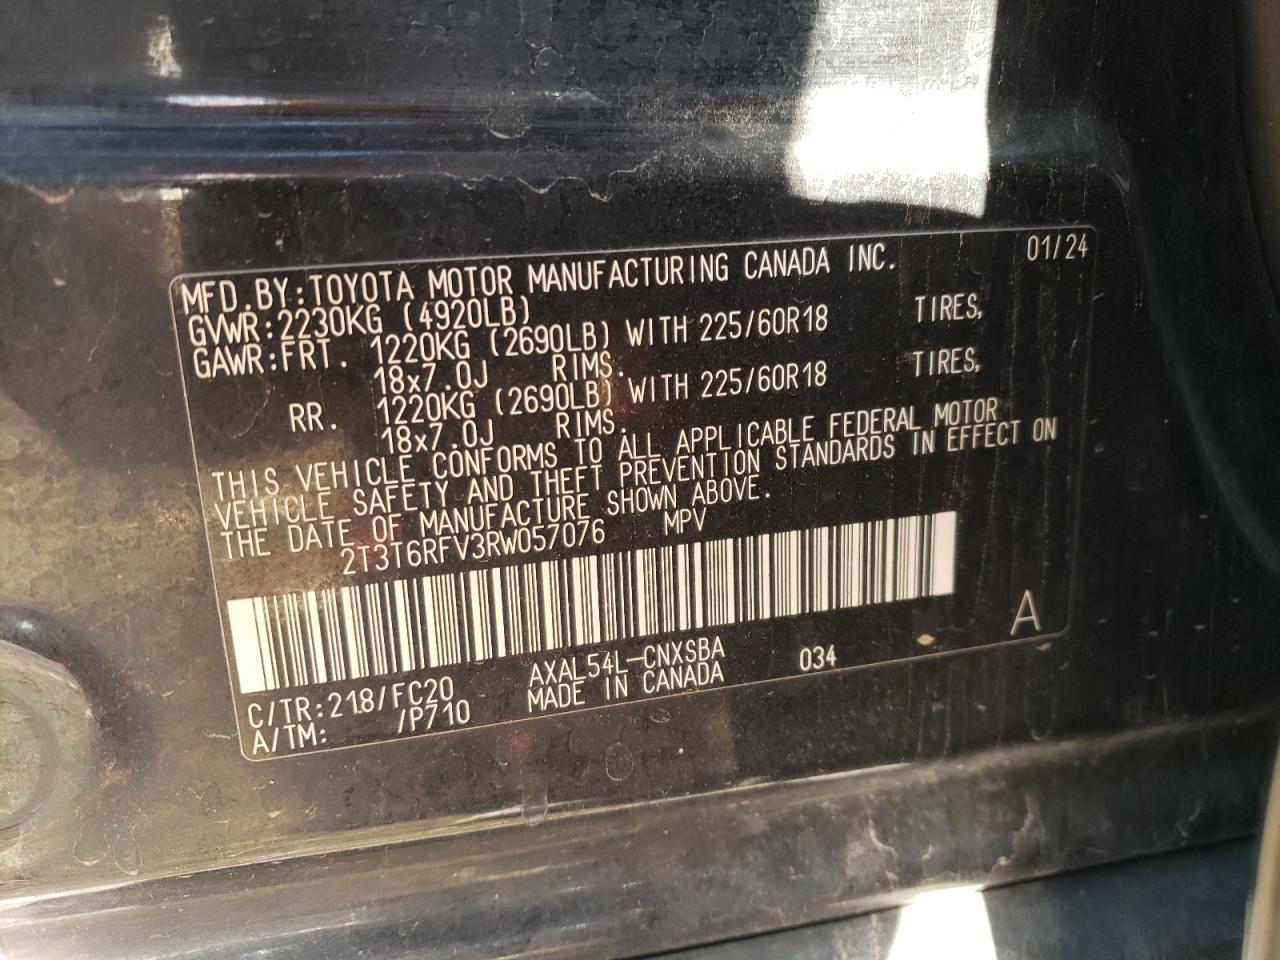 MFD.BY:TOYOTA MOTOR MANUFACTURING CANADA INC. 01/24
GVWR:2230KG (4920LB)
GAWR:FRT. 1220KG (2690LB) WITH 225/60R18 TIRES,
18x7.0J RIMS.
RR. 1220KG (2690LB) WITH 225/60R18 TIRES,
18x7.0J RIMS.
THIS VEHICLE CONFORMS TO ALL APPLICABLE FEDERAL MOTOR
VEHICLE SAFETY AND THEFT PREVENTION STANDARDS IN EFFECT ON
THE DATE OF MANUFACTURE SHOWN ABOVE.
2T3T6RFV3RW057076 MPV
A
C/TR:218/FC20 AXAL54L-CNXSBA 034
A/TM: /P710 MADE IN CANADA